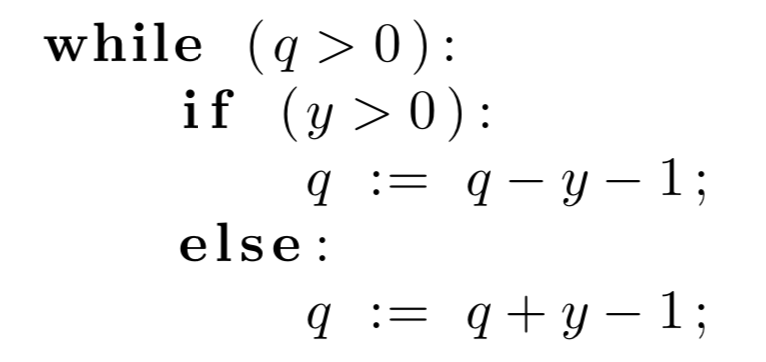 while (q > 0):
if (y > 0):
q := q − y − 1;
else:
q := q + y − 1;